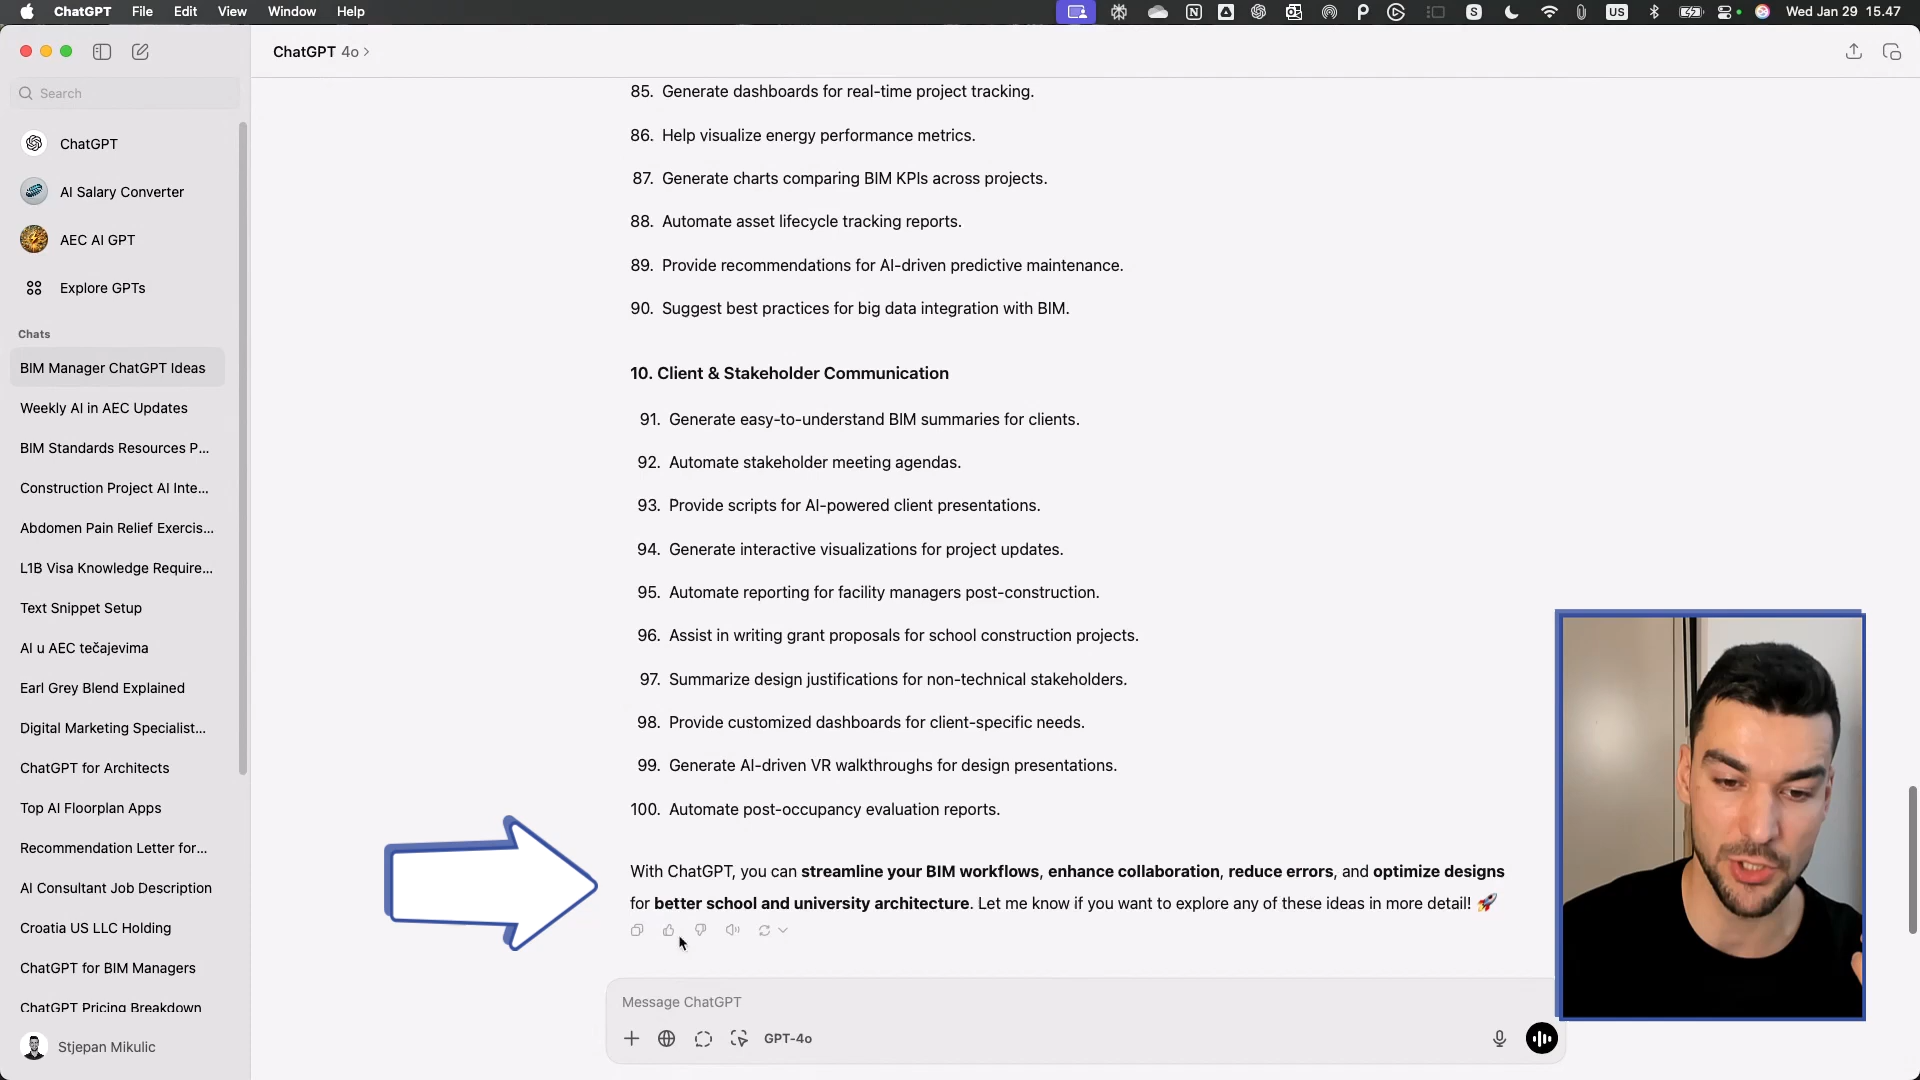 ChatGPT File Edit View Window Help
US Wed Jan 29 15.47
ChatGPT 4o >
Search
ChatGPT
AI Salary Converter
AEC AI GPT
Explore GPTs
Chats
BIM Manager ChatGPT Ideas
Weekly AI in AEC Updates
BIM Standards Resources P...
Construction Project AI Inte...
Abdomen Pain Relief Exercis...
L1B Visa Knowledge Require...
Text Snippet Setup
AI u AEC tečajevima
Earl Grey Blend Explained
Digital Marketing Specialist...
ChatGPT for Architects
Top AI Floorplan Apps
Recommendation Letter for...
AI Consultant Job Description
Croatia US LLC Holding
ChatGPT for BIM Managers
ChatGPT Pricing Breakdown
Stjepan Mikulic
85. Generate dashboards for real-time project tracking.
86. Help visualize energy performance metrics.
87. Generate charts comparing BIM KPIs across projects.
88. Automate asset lifecycle tracking reports.
89. Provide recommendations for AI-driven predictive maintenance.
90. Suggest best practices for big data integration with BIM.
10. Client & Stakeholder Communication
91. Generate easy-to-understand BIM summaries for clients.
92. Automate stakeholder meeting agendas.
93. Provide scripts for AI-powered client presentations.
94. Generate interactive visualizations for project updates.
95. Automate reporting for facility managers post-construction.
96. Assist in writing grant proposals for school construction projects.
97. Summarize design justifications for non-technical stakeholders.
98. Provide customized dashboards for client-specific needs.
99. Generate AI-driven VR walkthroughs for design presentations.
100. Automate post-occupancy evaluation reports.
With ChatGPT, you can streamline your BIM workflows, enhance collaboration, reduce errors, and optimize designs
for better school and university architecture. Let me know if you want to explore any of these ideas in more detail! 🚀
Message ChatGPT
GPT-4o